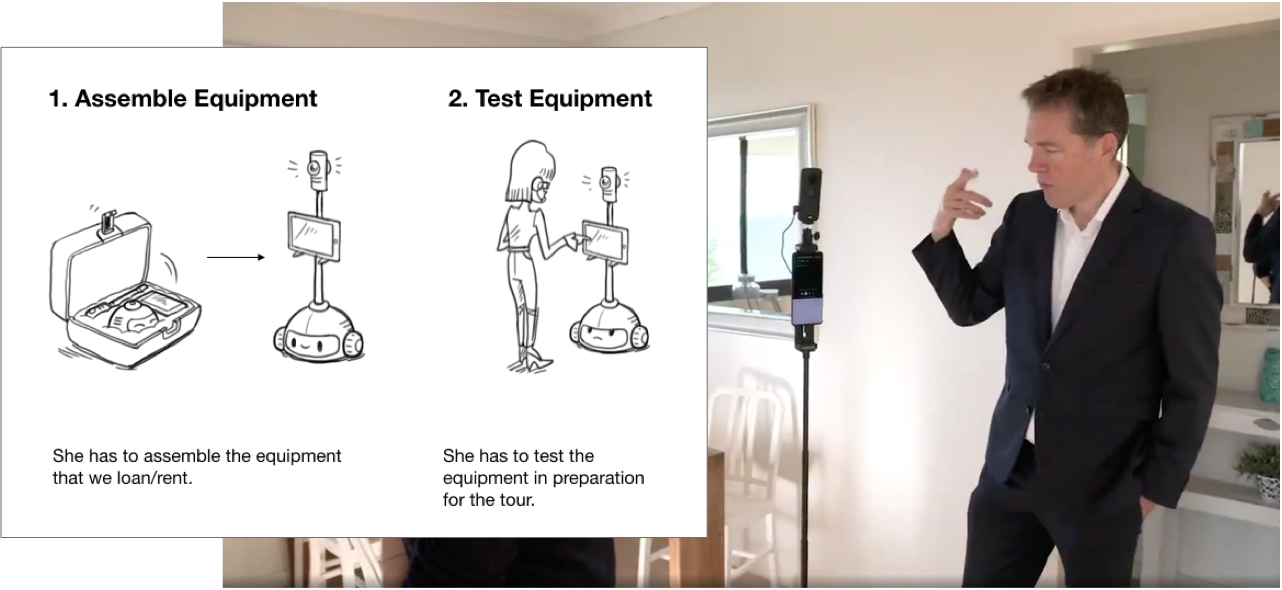 1. Assemble Equipment
2. Test Equipment
She has to assemble the equipment
that we loan/rent.
She has to test the
equipment in preparation
for the tour.